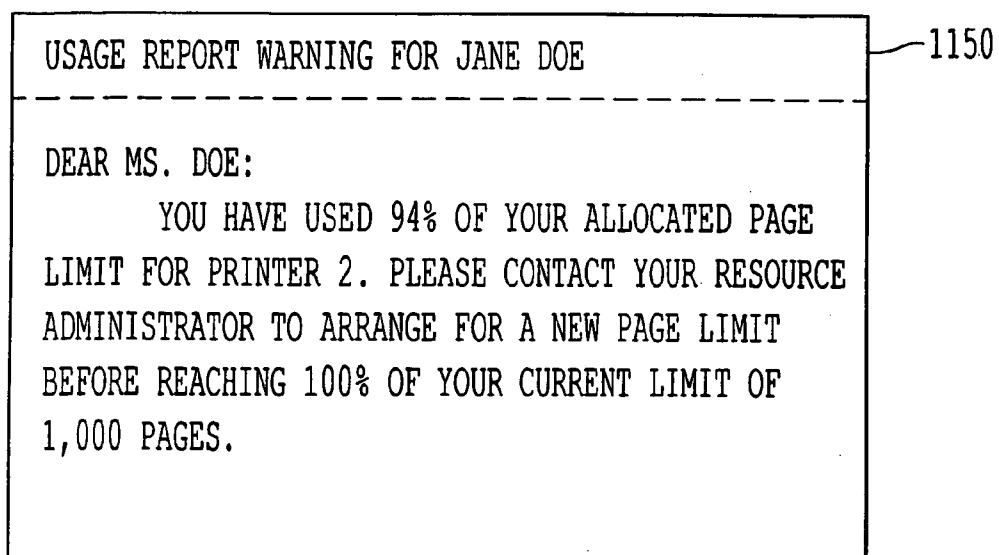 USAGE REPORT WARNING FOR JANE DOE
1150
DEAR MS. DOE:
YOU HAVE USED 94% OF YOUR ALLOCATED PAGE
LIMIT FOR PRINTER 2. PLEASE CONTACT YOUR RESOURCE
ADMINISTRATOR TO ARRANGE FOR A NEW PAGE LIMIT
BEFORE REACHING 100% OF YOUR CURRENT LIMIT OF
1,000 PAGES.